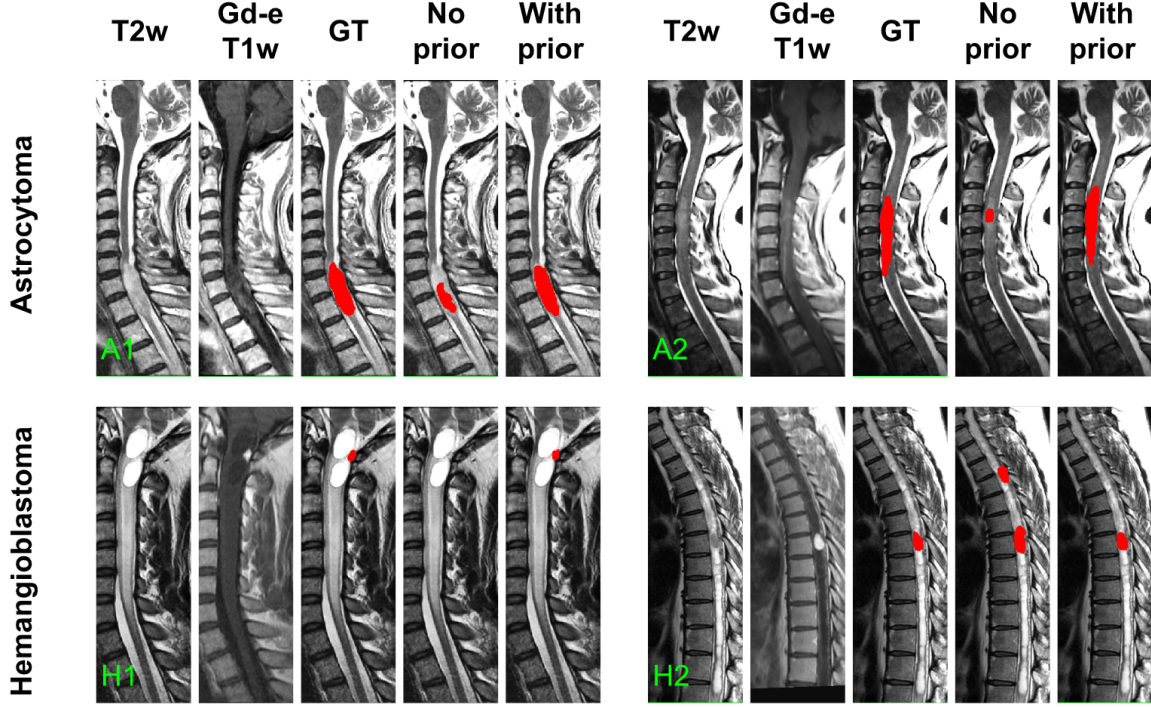 T2w
Gd-e
T1w
GT
No
prior
With
prior
T2w
Gd-e
T1w
GT
No
prior
With
prior
Astrocytoma
A1
A2
Hemangioblastoma
H1
H2